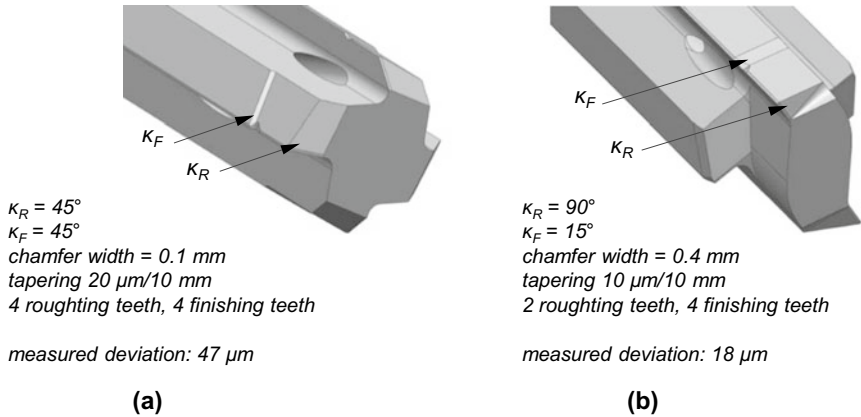 κF
κR
κR = 45°
κF = 45°
chamfer width = 0.1 mm
tapering 20 µm/10 mm
4 roughting teeth, 4 finishing teeth
measured deviation: 47 µm
(a)
κF
κR
κR = 90°
κF = 15°
chamfer width = 0.4 mm
tapering 10 µm/10 mm
2 roughting teeth, 4 finishing teeth
measured deviation: 18 µm
(b)